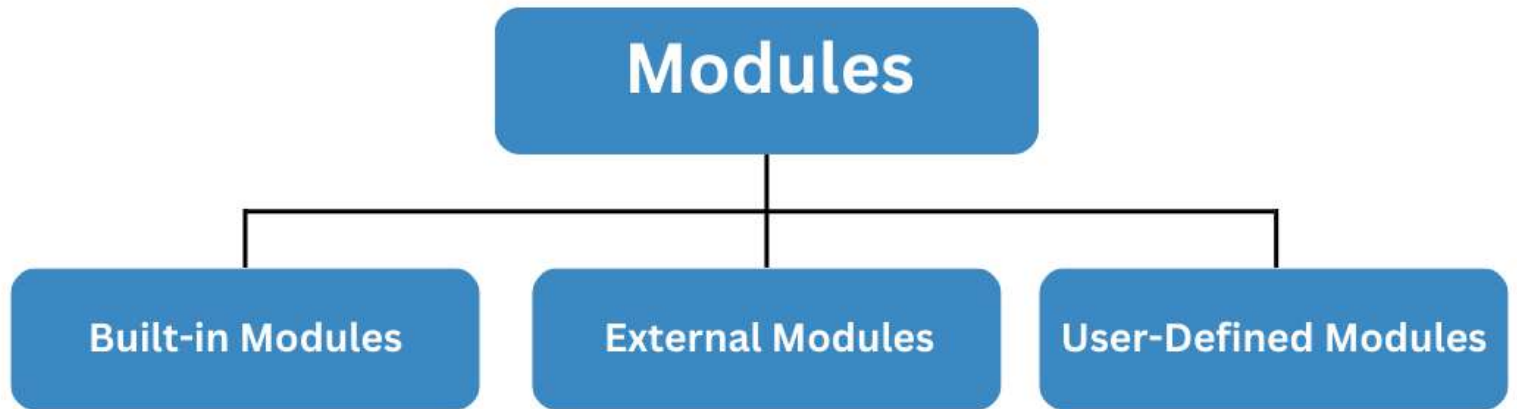 Modules
Built-in Modules
External Modules
User-Defined Modules